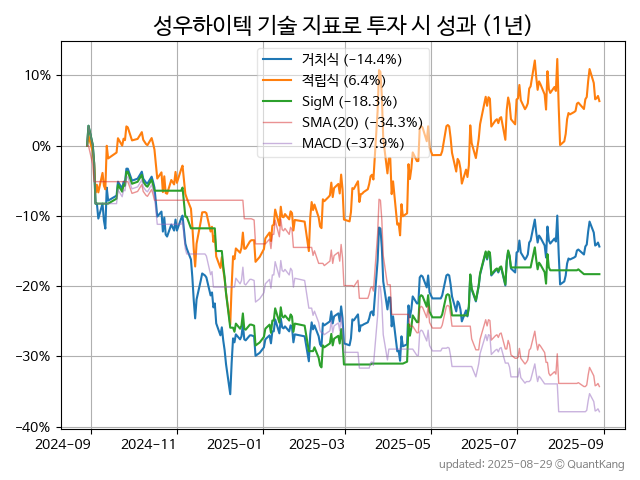 성우하이텍 기술 지표로 투자 시 성과 (1년)
거치식 (−14.4%)
적립식 (6.4%)
SigM (−18.3%)
SMA(20) (−34.3%)
MACD (−37.9%)
10%
0%
−10%
−20%
−30%
−40%
2024-09 2024-11 2025-01 2025-03 2025-05 2025-07 2025-09
updated: 2025-08-29 © QuantKang